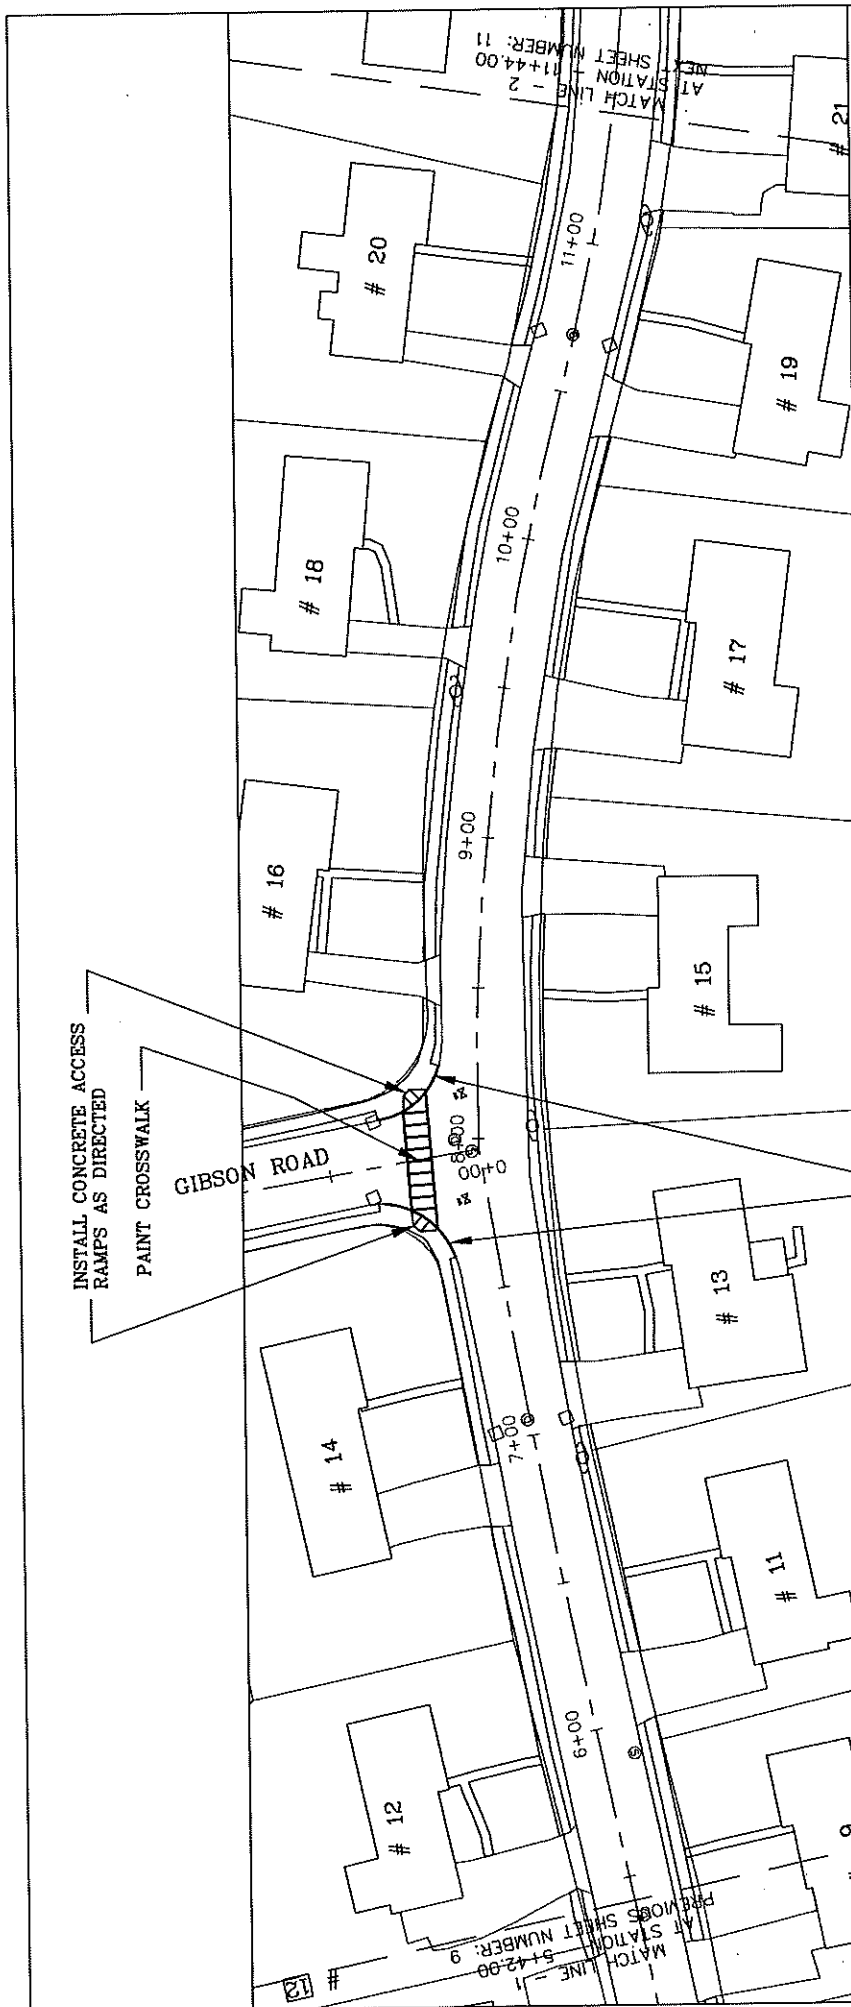 MATCH LINE - 2
AT STATION - 11+44.00
NEXT SHEET NUMBER: 11
# 21
# 20
11+00
# 19
# 18
10+00
# 17
# 16
9+00
# 15
INSTALL CONCRETE ACCESS
RAMPS AS DIRECTED
PAINT CROSSWALK
GIBSON ROAD
8+00
0+00
# 13
# 14
7+00
# 11
6+00
# 12
9
MATCH LINE - 1
AT STATION 5+42.00
PREVIOUS SHEET NUMBER: 9
# 12